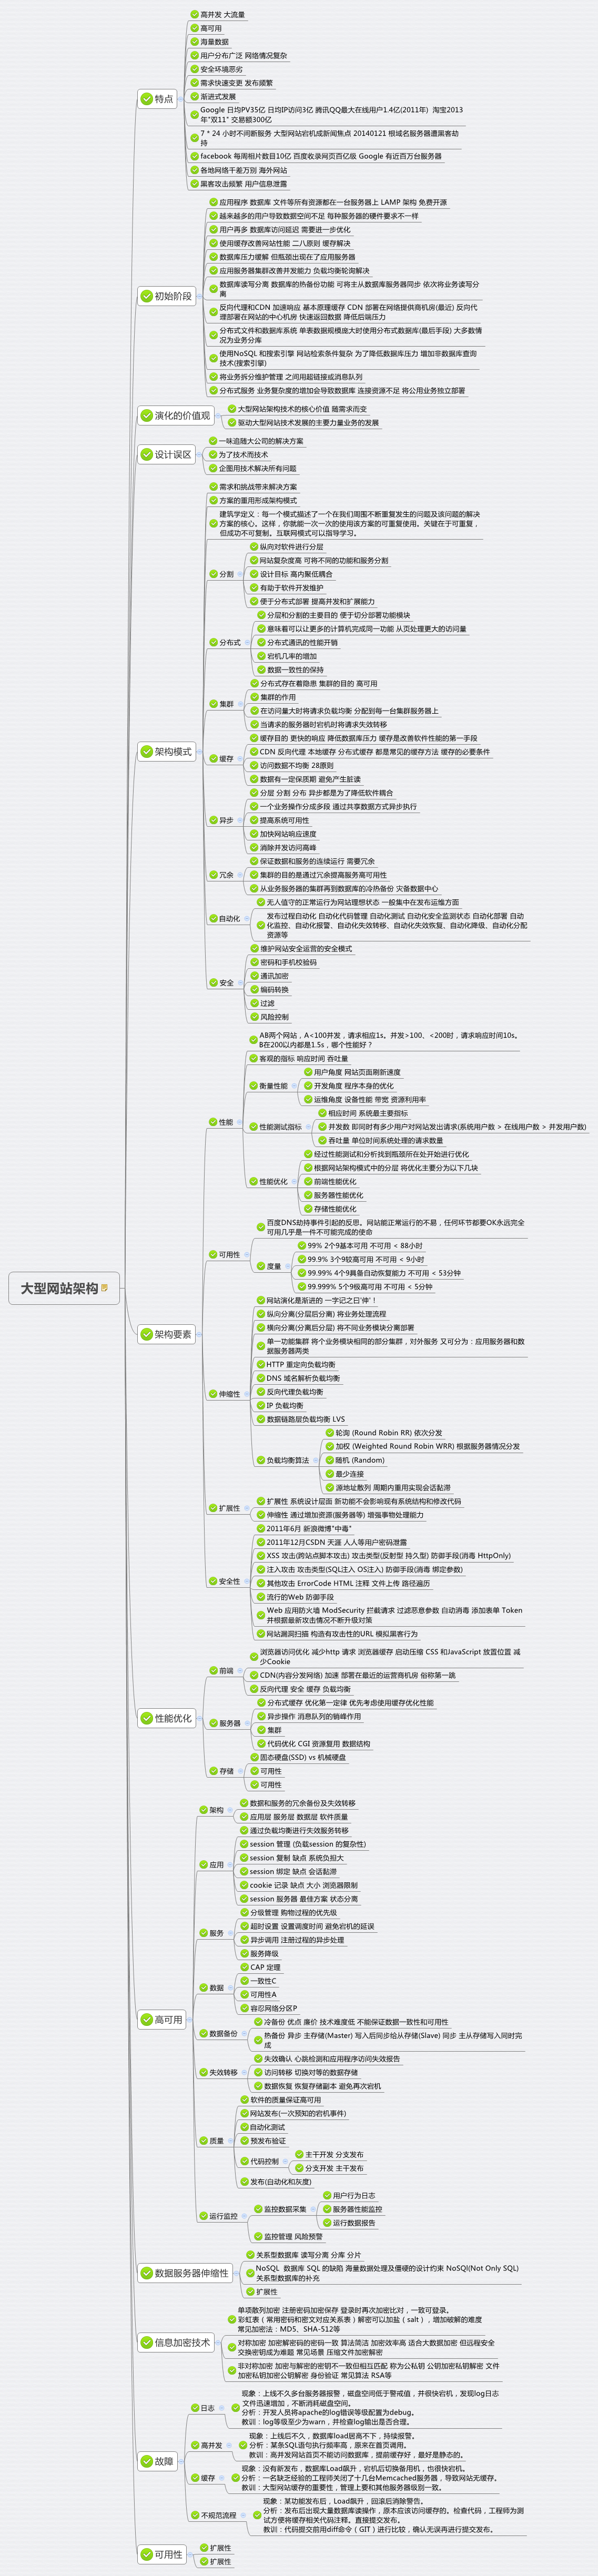 大型网站架构
特点
高并发 大流量
高可用
海量数据
用户分布广泛 网络情况复杂
安全环境恶劣
需求快速变更 发布频繁
渐进式发展
Google 日均PV35亿 日均IP访问3亿 腾讯QQ最大在线用户1.4亿(2011年) 淘宝2013
年"双11" 交易额300亿
7 * 24 小时不间断服务 大型网站宕机成新闻焦点 20140121 根域名服务器遭黑客劫
持
facebook 每周相片数目10亿 百度收录网页百亿级 Google 有近百万台服务器
各地网络千差万别 海外网站
黑客攻击频繁 用户信息泄露
初始阶段
应用程序 数据库 文件等所有资源都在一台服务器上 LAMP 架构 免费开源
越来越多的用户导致数据空间不足 每种服务器的硬件要求不一样
用户再多 数据库访问延迟 需要进一步优化
使用缓存改善网站性能 二八原则 缓存解决
数据库压力缓解 但瓶颈出现在了应用服务器
应用服务器集群改善并发能力 负载均衡轮询解决
数据库读写分离 数据库的热备份功能 可将主从数据库服务器同步 依次将业务读写分
离
反向代理和CDN 加速响应 基本原理缓存 CDN 部署在网络提供商机房(最近) 反向代
理部署在网站的中心机房 快速返回数据 降低后端压力
分布式文件和数据库系统 单表数据规模庞大时使用分布式数据库(最后手段) 大多数情
况为业务分库
使用NoSQL 和搜索引擎 网站检索条件复杂 为了降低数据库压力 增加非数据库查询
技术(搜索引擎)
将业务拆分维护管理 之间用超链接或消息队列
分布式服务 业务复杂度的增加会导致数据库 连接资源不足 将公用业务独立部署
演化的价值观
大型网站架构技术的核心价值 随需求而变
驱动大型网站技术发展的主要力量业务的发展
设计误区
一味追随大公司的解决方案
为了技术而技术
企图用技术解决所有问题
架构模式
需求和挑战带来解决方案
方案的重用形成架构模式
建筑学定义：每一个模式描述了一个在我们周围不断重复发生的问题及该问题的解决
方案的核心。这样，你就能一次一次的使用该方案的可重复使用。关键在于可重复，
但成功不可复制。互联网模式可以指导学习。
分割
纵向对软件进行分层
网站复杂度高 可将不同的功能和服务分割
设计目标 高内聚低耦合
有助于软件开发维护
便于分布式部署 提高并发和扩展能力
分布式
分层和分割的主要目的 便于切分部署功能模块
意味着可以让更多的计算机完成同一功能 从页处理更大的访问量
分布式通讯的性能开销
宕机几率的增加
数据一致性的保持
集群
分布式存在着隐患 集群的目的 高可用
集群的作用
在访问量大时将请求负载均衡 分配到每一台集群服务器上
当请求的服务器时宕机时将请求失效转移
缓存
缓存目的 更快的响应 降低数据库压力 缓存是改善软件性能的第一手段
CDN 反向代理 本地缓存 分布式缓存 都是常见的缓存方法 缓存的必要条件
访问数据不均衡 28原则
数据有一定保质期 避免产生脏读
异步
分层 分割 分布 异步都是为了降低软件耦合
一个业务操作分成多段 通过共享数据方式异步执行
提高系统可用性
加快网站响应速度
消除并发访问高峰
冗余
保证数据和服务的连续运行 需要冗余
集群的目的是通过冗余提高服务高可用性
从业务服务器的集群再到数据库的冷热备份 灾备数据中心
自动化
无人值守的正常运行为网站理想状态 一般集中在发布运维方面
发布过程自动化 自动化代码管理 自动化测试 自动化安全监测状态 自动化部署 自动
化监控、自动化报警、自动化失效转移、自动化失效恢复、自动化降级、自动化分配
资源等
安全
维护网站安全运营的安全模式
密码和手机校验码
通讯加密
编码转换
过滤
风险控制
架构要素
性能
AB两个网站，A<100并发，请求相应1s。并发>100、<200时，请求响应时间10s。
B在200以内都是1.5s，哪个性能好？
客观的指标 响应时间 吞吐量
衡量性能
用户角度 网站页面刷新速度
开发角度 程序本身的优化
运维角度 设备性能 带宽 资源利用率
性能测试指标
相应时间 系统最主要指标
并发数 即同时有多少用户对网站发出请求(系统用户数 > 在线用户数 > 并发用户数)
吞吐量 单位时间系统处理的请求数量
性能优化
经过性能测试和分析找到瓶颈所在处开始进行优化
根据网站架构模式中的分层 将优化主要分为以下几块
前端性能优化
服务器性能优化
存储性能优化
可用性
百度DNS劫持事件引起的反思。网站能正常运行的不易，任何环节都要OK永远完全
可用几乎是一件不可能完成的使命
度量
99% 2个9基本可用 不可用 < 88小时
99.9% 3个9较高可用 不可用 < 9小时
99.99% 4个9具备自动恢复能力 不可用 < 53分钟
99.999% 5个9极高可用 不可用 < 5分钟
伸缩性
网站演化是渐进的 一字记之曰'伸'！
纵向分离(分层后分离) 将业务处理流程
横向分离(分离后分层) 将不同业务模块分离部署
单一功能集群 将个业务模块相同的部分集群，对外服务 又可分为：应用服务器和数
据服务器两类
HTTP 重定向负载均衡
DNS 域名解析负载均衡
反向代理负载均衡
IP 负载均衡
数据链路层负载均衡 LVS
负载均衡算法
轮询 (Round Robin RR) 依次分发
加权 (Weighted Round Robin WRR) 根据服务器情况分发
随机 (Random)
最少连接
源地址散列 周期内重用实现会话黏滞
扩展性
扩展性 系统设计层面 新功能不会影响现有系统结构和修改代码
伸缩性 通过增加资源(服务器等) 增强事物处理能力
安全性
2011年6月 新浪微博"中毒"
2011年12月CSDN 天涯 人人等用户密码泄露
XSS 攻击(跨站点脚本攻击) 攻击类型(反射型 持久型) 防御手段(消毒 HttpOnly)
注入攻击 攻击类型(SQL注入 OS注入) 防御手段(消毒 绑定参数)
其他攻击 ErrorCode HTML 注释 文件上传 路径遍历
流行的Web 防御手段
Web 应用防火墙 ModSecurity 拦截请求 过滤恶意参数 自动消毒 添加表单 Token
并根据最新攻击情况不断升级对策
网站漏洞扫描 构造有攻击性的URL 模拟黑客行为
性能优化
前端
浏览器访问优化 减少http 请求 浏览器缓存 启动压缩 CSS 和JavaScript 放置位置 减
少Cookie
CDN(内容分发网络) 加速 部署在最近的运营商机房 俗称第一跳
反向代理 安全 缓存 负载均衡
服务器
分布式缓存 优化第一定律 优先考虑使用缓存优化性能
异步操作 消息队列的销峰作用
集群
代码优化 CGI 资源复用 数据结构
存储
固态硬盘(SSD) vs 机械硬盘
可用性
可用性
高可用
架构
数据和服务的冗余备份及失效转移
应用层 服务层 数据层 软件质量
应用
通过负载均衡进行失效服务转移
session 管理 (负载session 的复杂性)
session 复制 缺点 系统负担大
session 绑定 缺点 会话黏滞
cookie 记录 缺点 大小 浏览器限制
session 服务器 最佳方案 状态分离
服务
分级管理 购物过程的优先级
超时设置 设置调度时间 避免宕机的延误
异步调用 注册过程的异步处理
服务降级
数据
CAP 定理
一致性C
可用性A
容忍网络分区P
数据备份
冷备份 优点 廉价 技术难度低 不能保证数据一致性和可用性
热备份 异步 主存储(Master) 写入后同步给从存储(Slave) 同步 主从存储写入同时完
成
失效转移
失效确认 心跳检测和应用程序访问失效报告
访问转移 切换对等的数据存储
数据恢复 恢复存储副本 避免再次宕机
质量
软件的质量保证高可用
网站发布(一次预知的宕机事件)
自动化测试
预发布验证
代码控制
主干开发 分支发布
分支开发 主干发布
发布(自动化和灰度)
运行监控
监控数据采集
用户行为日志
服务器性能监控
运行数据报告
监控管理 风险预警
数据服务器伸缩性
关系型数据库 读写分离 分库 分片
NoSQL 数据库 SQL 的缺陷 海量数据处理及僵硬的设计约束 NoSQl(Not Only SQL)
关系型数据库的补充
扩展性
信息加密技术
单项散列加密 注册密码加密保存 登录时再次加密比对，一致可登录。
彩虹表（常用密码和密文对应关系表）解密可以加盐（salt），增加破解的难度
常见加密法：MD5、SHA-512等
对称加密 加密解密的密码一致 算法简洁 加密效率高 适合大数据加密 但远程安全
交换密钥成为难题 常见场景 压缩文件加密解密
非对称加密 加密与解密的密钥不一致但相互匹配 称为公私钥 公钥加密私钥解密 文件
加密私钥加密公钥解密 身份验证 常见算法 RSA等
故障
日志
现象：上线不久多台服务器报警，磁盘空间低于警戒值，并很快宕机，发现log日志
文件迅速增加，不断消耗磁盘空间。
分析：开发人员将apache的log错误等级配置为debug。
教训：log等级至少为warn，并检查log输出是否合理。
高并发
现象：上线后不久，数据库load居高不下，持续报警。
分析：某条SQL语句执行频率高，原来在首页调用。
教训：高并发网站首页不能访问数据库，提前缓存好，最好是静态的。
缓存
现象：没有新发布，数据库Load飙升，宕机后切换备用机，也很快宕机。
分析：一名缺乏经验的工程师关闭了十几台Memcached服务器，导致网站无缓存。
教训：大型网站缓存的重要性，管理上要和其他服务器级别一致。
不规范流程
现象：某功能发布后，Load飙升，回滚后消除警告。
分析：发布后出现大量数据库读操作，原本应该访问缓存的。检查代码，工程师为测
试方便将缓存相关代码注释。直接提交发布。
教训：代码提交前用diff命令（GIT）进行比较，确认无误再进行提交发布。
可用性
扩展性
扩展性